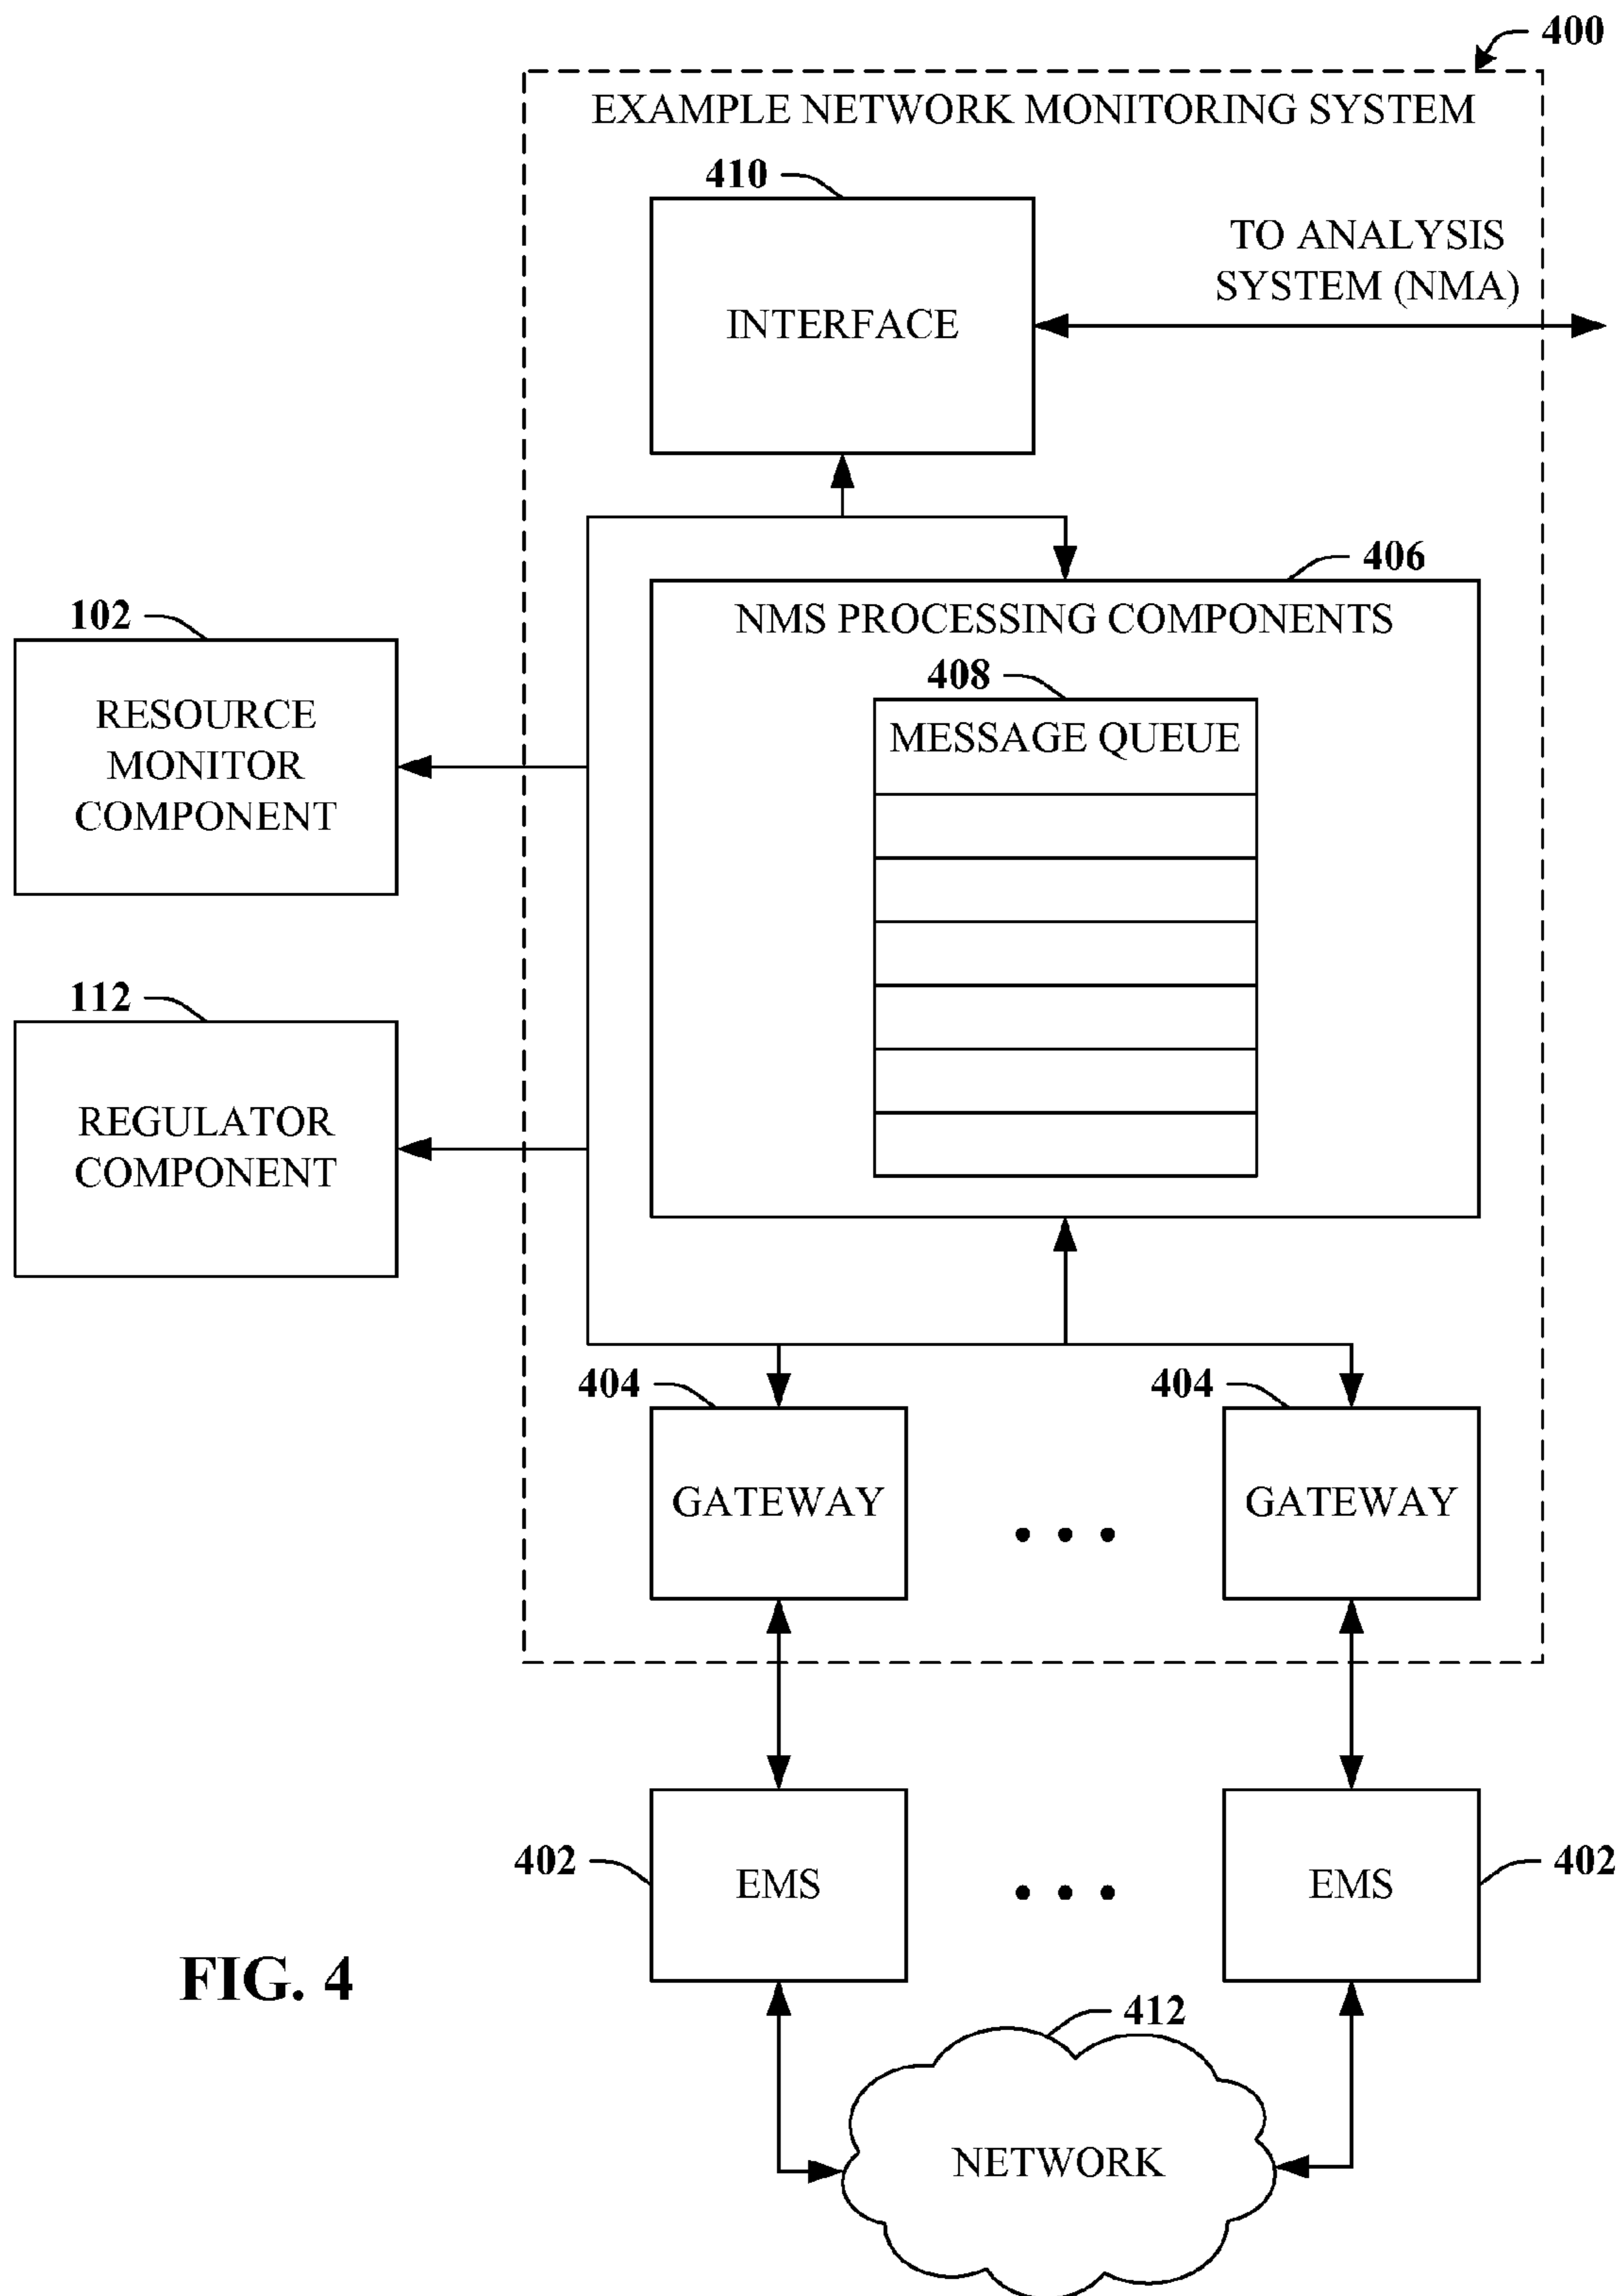 400
EXAMPLE NETWORK MONITORING SYSTEM
410
INTERFACE
TO ANALYSIS
SYSTEM (NMA)
406
NMS PROCESSING COMPONENTS
102
RESOURCE
MONITOR
COMPONENT
408
MESSAGE QUEUE
112
REGULATOR
COMPONENT
404
GATEWAY
404
GATEWAY
402
EMS
EMS
402
FIG. 4
412
NETWORK